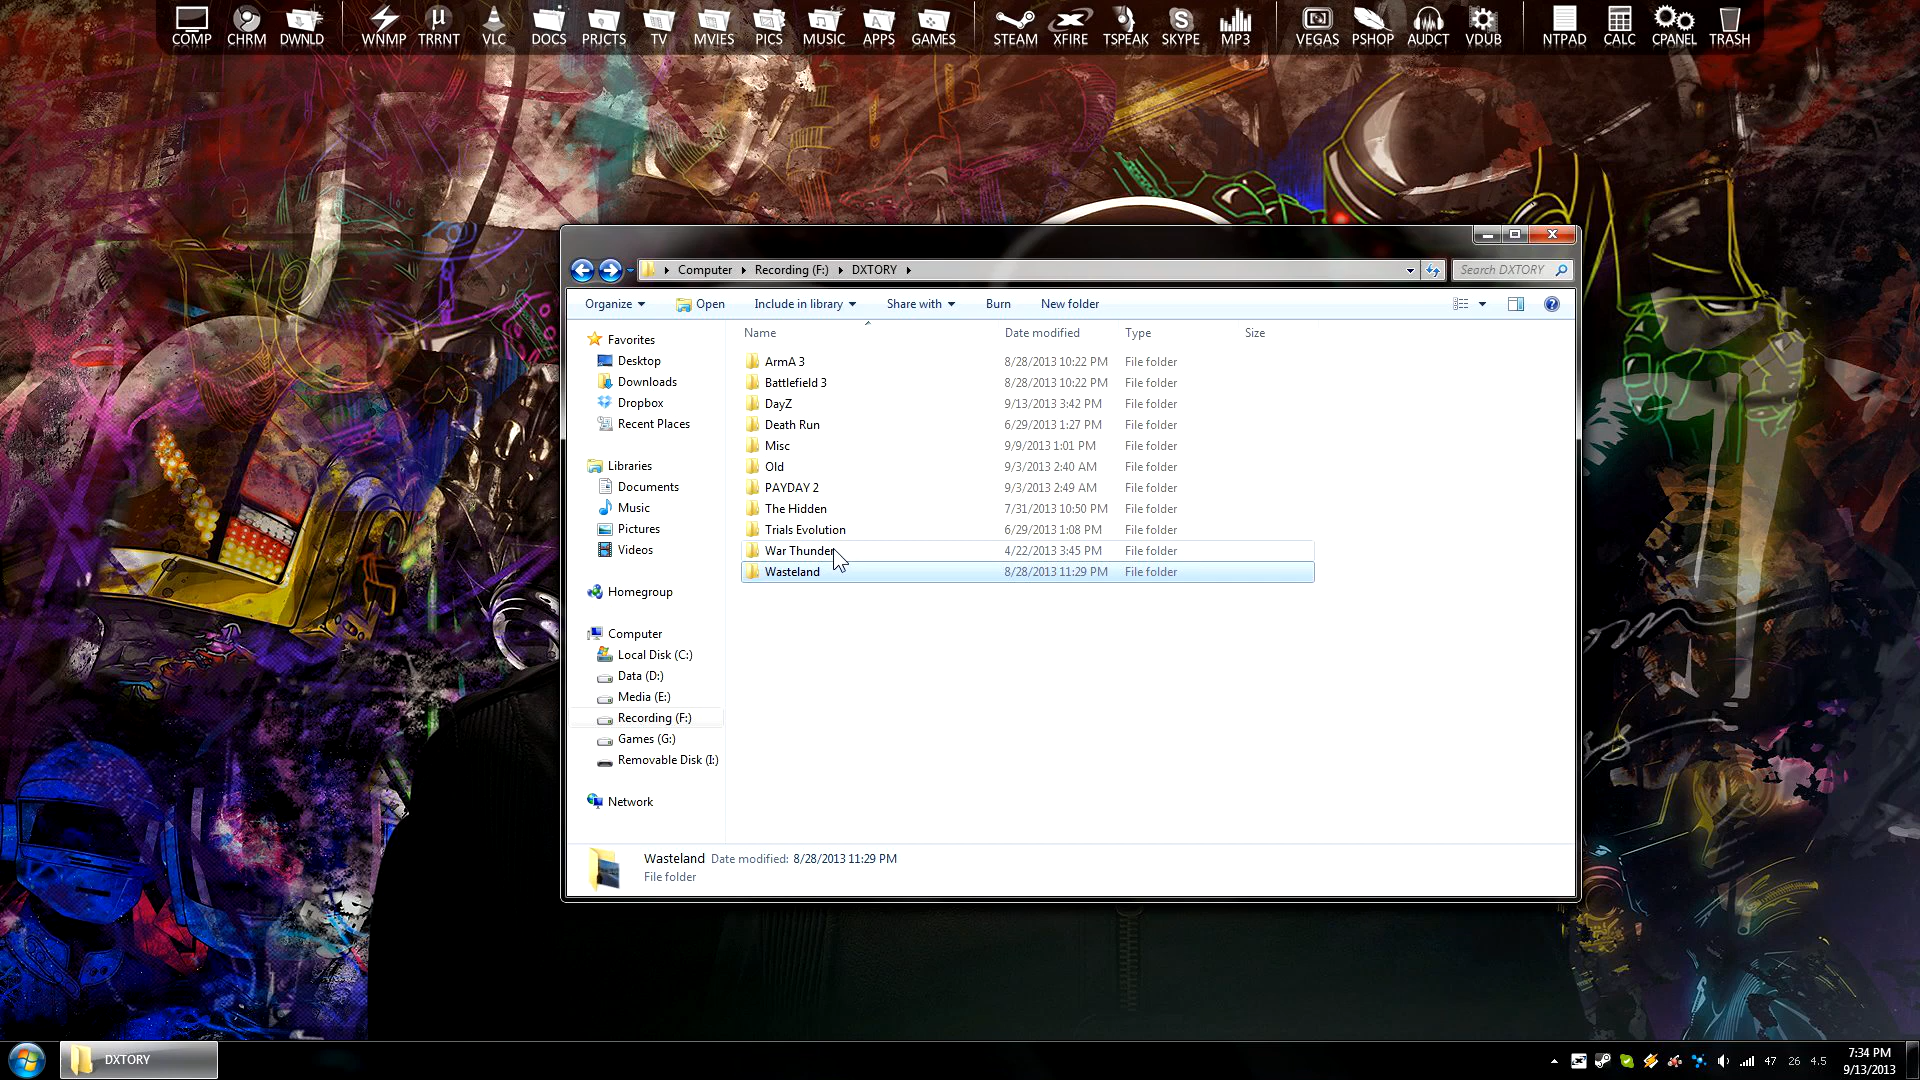 COMP CHRM DWNLD WNMP TRRNT VLC DOCS PRJCTS TV MVIES PICS MUSIC APPS GAMES STEAM XFIRE TSPEAK SKYPE MP3 VEGAS PSHOP AUDCT VDUB NTPAD CALC CPANEL TRASH
Computer Recording (F:) DXTORY Search DXTORY
Organize Open Include in library Share with Burn New folder
Name Date modified Type Size
Favorites
Desktop
Downloads
Dropbox
Recent Places
Libraries
Documents
Music
Pictures
Videos
Homegroup
Computer
Local Disk (C:)
Data (D:)
Media (E:)
Recording (F:)
Games (G:)
Removable Disk (I:)
Network
ArmA 3 8/28/2013 10:22 PM File folder
Battlefield 3 8/28/2013 10:22 PM File folder
DayZ 9/13/2013 3:42 PM File folder
Death Run 6/29/2013 1:27 PM File folder
Misc 9/9/2013 1:01 PM File folder
Old 9/3/2013 2:40 AM File folder
PAYDAY 2 9/3/2013 2:49 AM File folder
The Hidden 7/31/2013 10:50 PM File folder
Trials Evolution 6/29/2013 1:08 PM File folder
War Thunder 4/22/2013 3:45 PM File folder
Wasteland 8/28/2013 11:29 PM File folder
Wasteland Date modified: 8/28/2013 11:29 PM
File folder
DXTORY
47 26 4.5
7:34 PM
9/13/2013